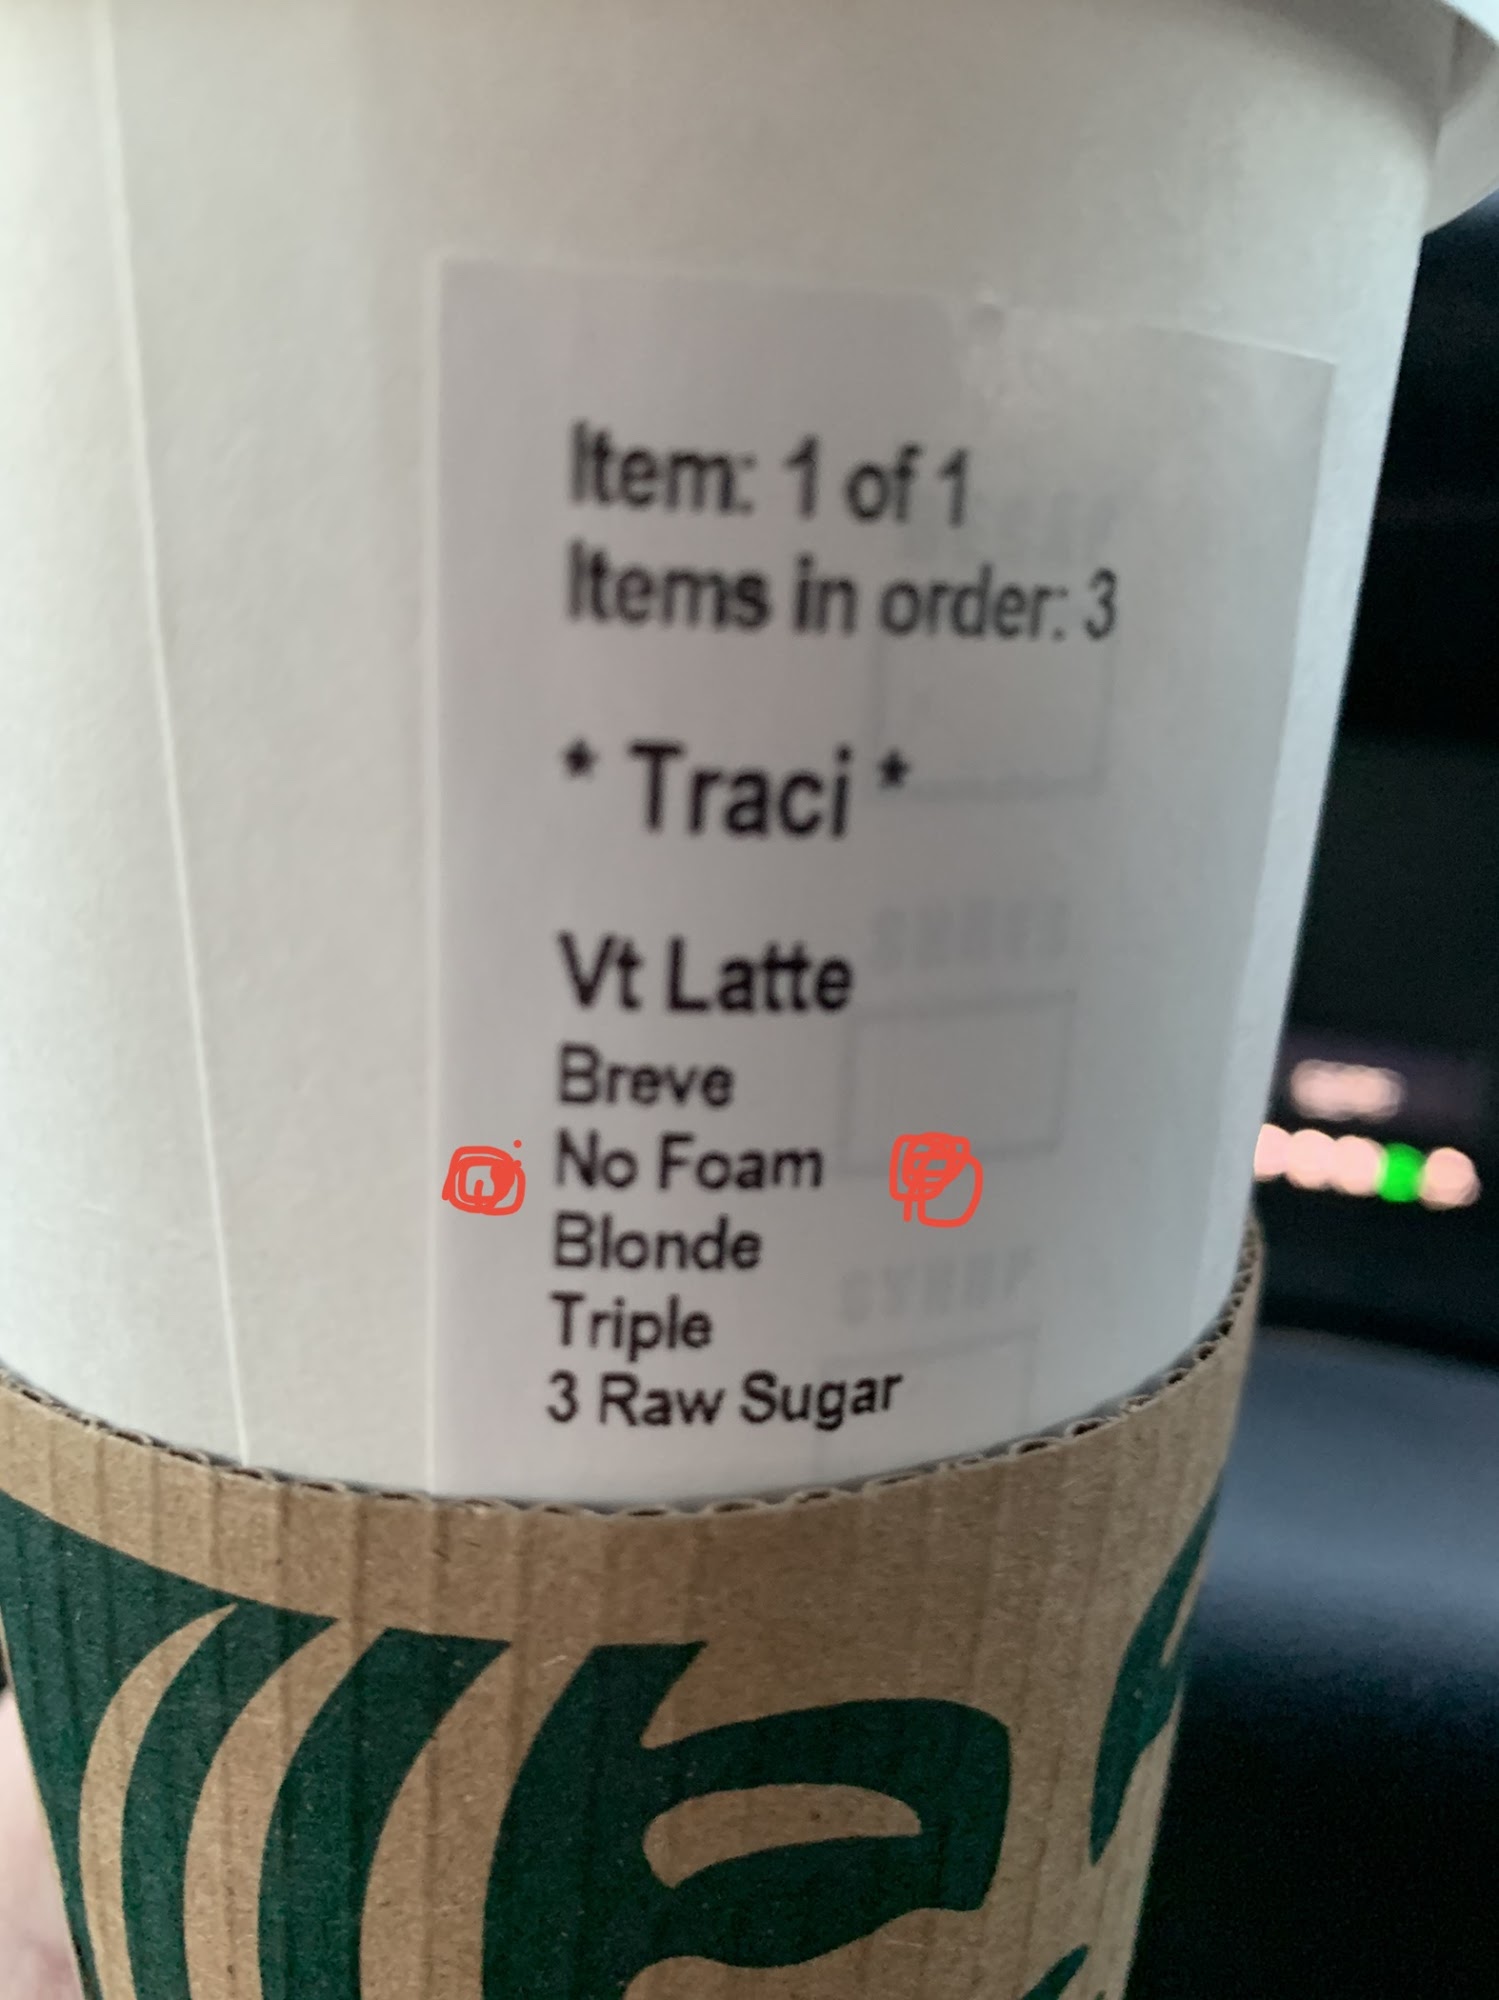 Item: 1 of 1
Items in order: 3
* Traci *
Vt Latte
Breve
No Foam
Blonde
Triple
3 Raw Sugar